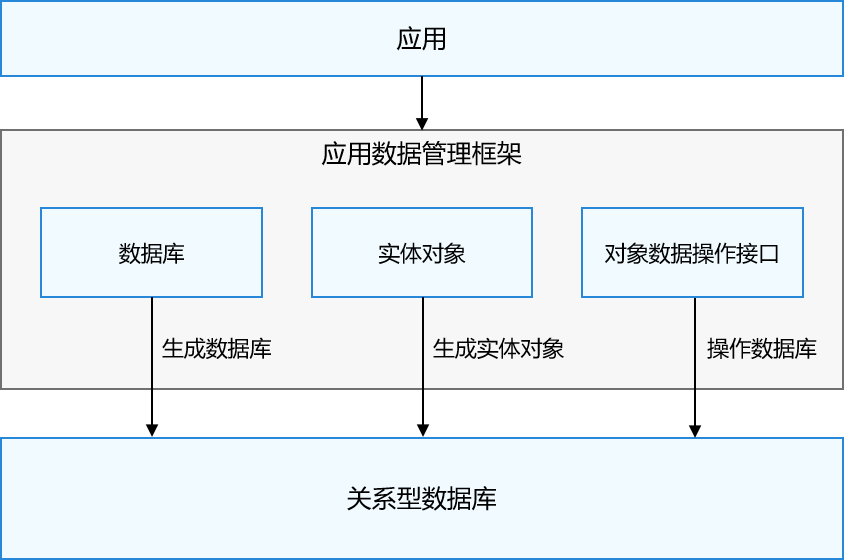 应用
应用数据管理框架
数据库
实体对象
对象数据操作接口
生成数据库
生成实体对象
操作数据库
关系型数据库